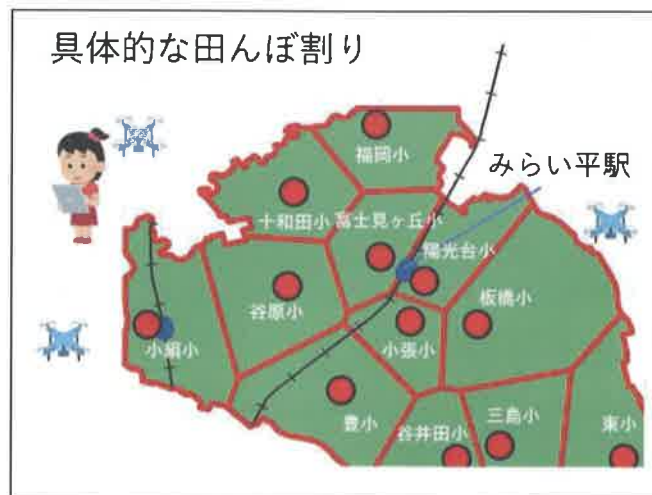 具体的な田んぼ割り
福岡小
みらい平駅
十和田小
富士見ヶ丘小
陽光台小
谷原小
板橋小
小絹小
小張小
豊小
谷井田小
三島小
東小